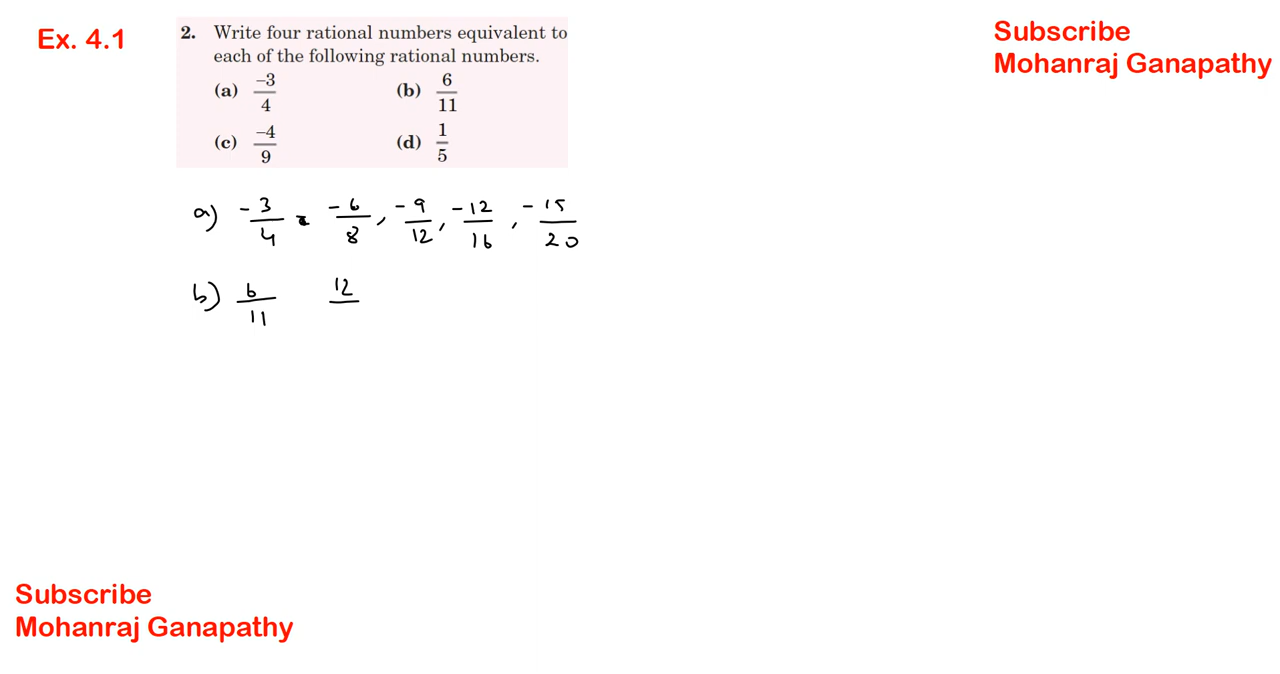 Ex. 4.1
2. Write four rational numbers equivalent to
each of the following rational numbers.
(a) -3/4 (b) 6/11
(c) -4/9 (d) 1/5
Subscribe
Mohanraj Ganapathy
a) -3/4 -6/8, -9/12, -12/16, -15/20
b) 6/11 12/
Subscribe
Mohanraj Ganapathy